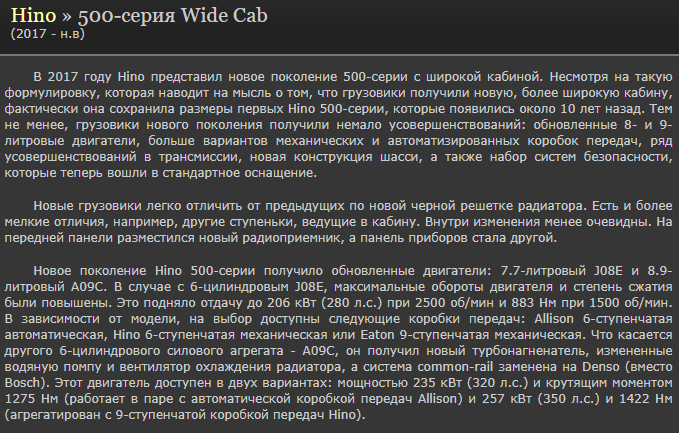 Hino » 500-серия Wide Cab
(2017 - н.в)
В 2017 году Hino представил новое поколение 500-серии с широкой кабиной. Несмотря на такую
формулировку, которая наводит на мысль о том, что грузовики получили новую, более широкую кабину,
фактически она сохранила размеры первых Hino 500-серии, которые появились около 10 лет назад. Тем
не менее, грузовики нового поколения получили немало усовершенствований: обновленные 8- и 9-
литровые двигатели, больше вариантов механических и автоматизированных коробок передач, ряд
усовершенствований в трансмиссии, новая конструкция шасси, а также набор систем безопасности,
которые теперь вошли в стандартное оснащение.
Новые грузовики легко отличить от предыдущих по новой черной решетке радиатора. Есть и более
мелкие отличия, например, другие ступеньки, ведущие в кабину. Внутри изменения менее очевидны. На
передней панели разместился новый радиоприемник, а панель приборов стала другой.
Новое поколение Hino 500-серии получило обновленные двигатели: 7.7-литровый J08E и 8.9-
литровый A09C. В случае с 6-цилиндровым J08E, максимальные обороты двигателя и степень сжатия
были повышены. Это подняло отдачу до 206 кВт (280 л.с.) при 2500 об/мин и 883 Нм при 1500 об/мин.
В зависимости от модели, на выбор доступны следующие коробки передач: Allison 6-ступенчатая
автоматическая, Hino 6-ступенчатая механическая или Eaton 9-ступенчатая механическая. Что касается
другого 6-цилиндрового силового агрегата - A09C, он получил новый турбонагненатель, измененные
водяную помпу и вентилятор охлаждения радиатора, а система common-rail заменена на Denso (вместо
Bosch). Этот двигатель доступен в двух вариантах: мощностью 235 кВт (320 л.с.) и крутящим моментом
1275 Нм (работает в паре с автоматической коробкой передач Allison) и 257 кВт (350 л.с.) и 1422 Нм
(агрегатирован с 9-ступенчатой коробкой передач Hino).